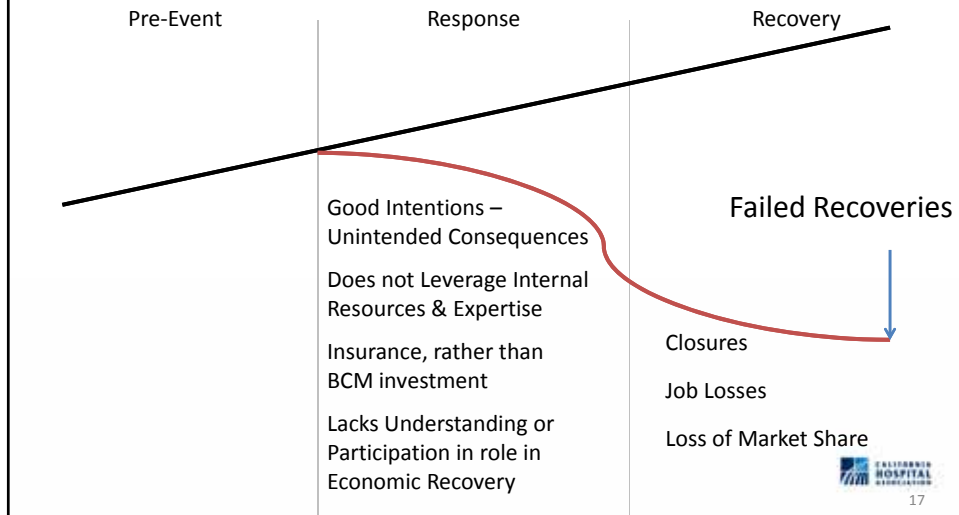 Pre-Event
Response
Recovery
Good Intentions –
Unintended Consequences
Does not Leverage Internal
Resources & Expertise
Insurance, rather than
BCM investment
Lacks Understanding or
Participation in role in
Economic Recovery
Failed Recoveries
Closures
Job Losses
Loss of Market Share
CALIFORNIA
HOSPITAL
ASSOCIATION
17